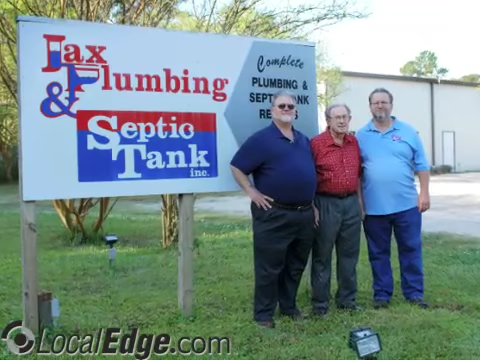 Jax
Plumbing
&
Septic
Tank
inc.
Complete
PLUMBING &
SEPTIC TANK
LocalEdge.com